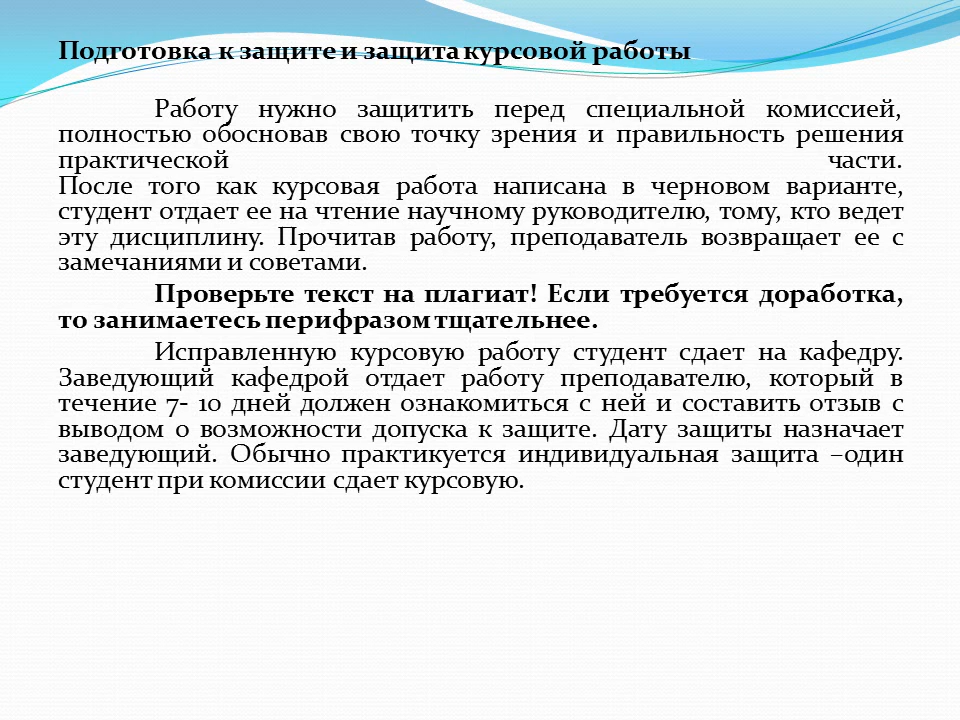 Подготовка к защите и защита курсовой работы
Работу нужно защитить перед специальной комиссией,
полностью обосновав свою точку зрения и правильность решения
практической части.
После того как курсовая работа написана в черновом варианте,
студент отдает ее на чтение научному руководителю, тому, кто ведет
эту дисциплину. Прочитав работу, преподаватель возвращает ее с
замечаниями и советами.
Проверьте текст на плагиат! Если требуется доработка,
то занимаетесь перифразом тщательнее.
Исправленную курсовую работу студент сдает на кафедру.
Заведующий кафедрой отдает работу преподавателю, который в
течение 7- 10 дней должен ознакомиться с ней и составить отзыв с
выводом о возможности допуска к защите. Дату защиты назначает
заведующий. Обычно практикуется индивидуальная защита –один
студент при комиссии сдает курсовую.